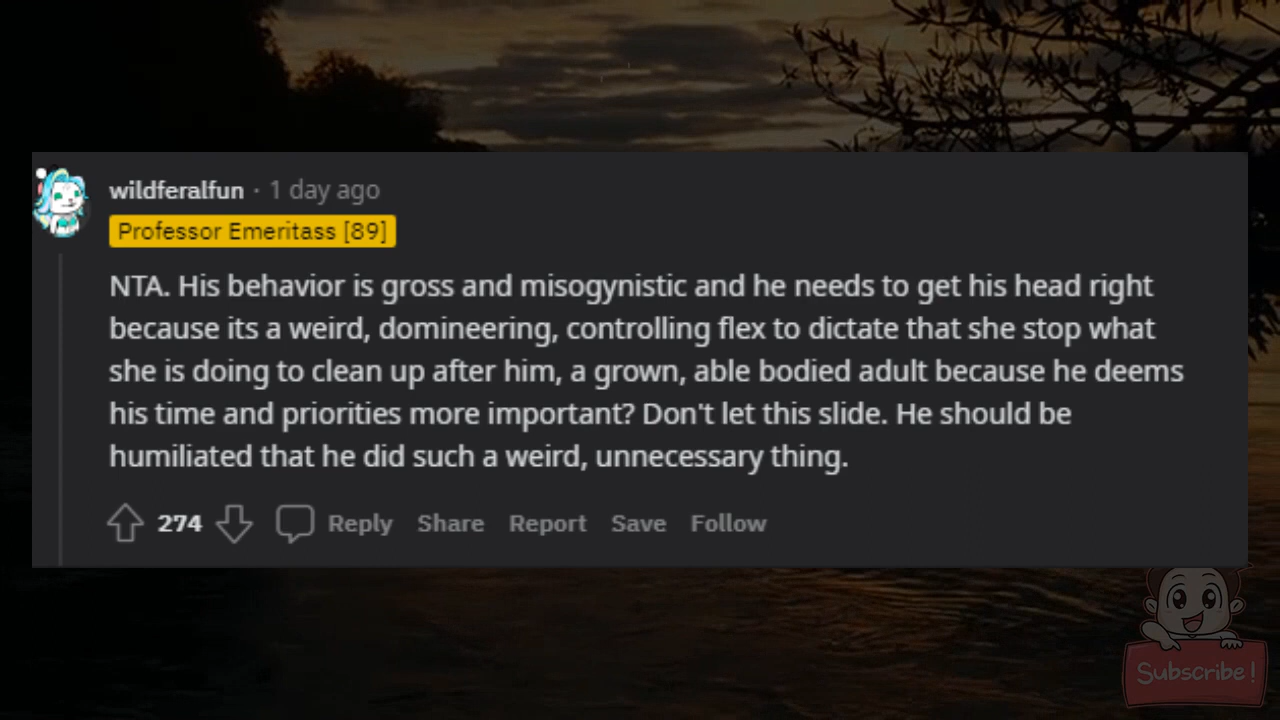 wildferalfun · 1 day ago
Professor Emeritass [89]
NTA. His behavior is gross and misogynistic and he needs to get his head right
because its a weird, domineering, controlling flex to dictate that she stop what
she is doing to clean up after him, a grown, able bodied adult because he deems
his time and priorities more important? Don't let this slide. He should be
humiliated that he did such a weird, unnecessary thing.
274 Reply Share Report Save Follow
Subscribe!